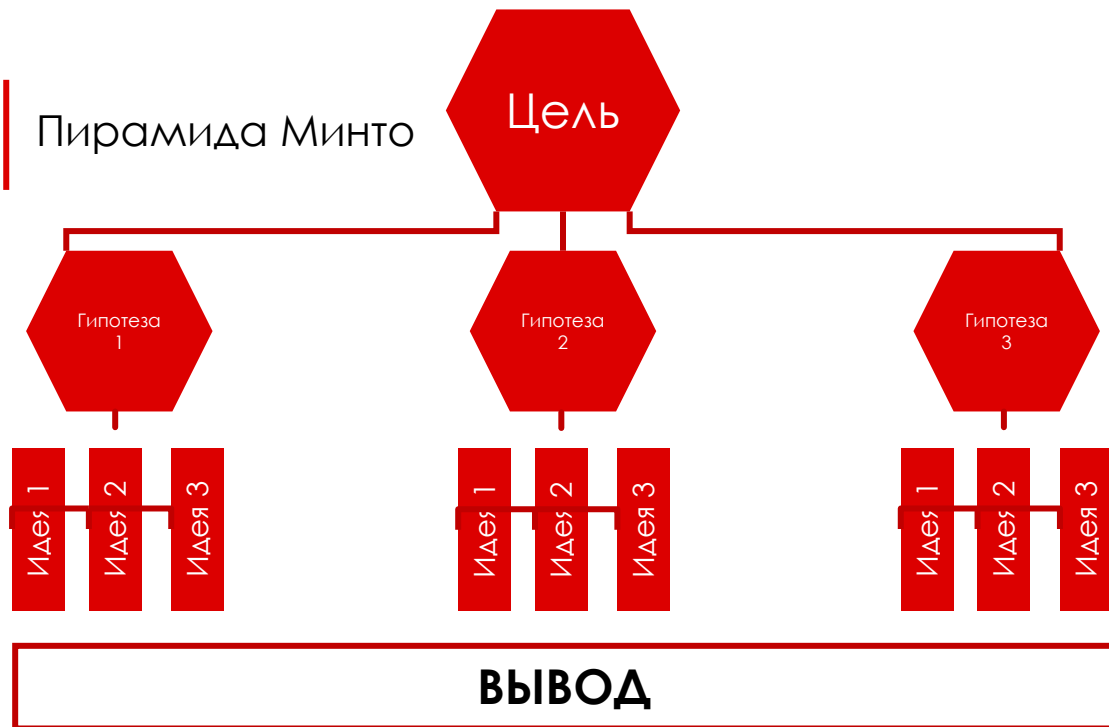 Пирамида Минто
Цель
Гипотеза
1
Гипотеза
2
Гипотеза
3
Идея 1
Идея 2
Идея 3
Идея 1
Идея 2
Идея 3
Идея 1
Идея 2
Идея 3
ВЫВОД